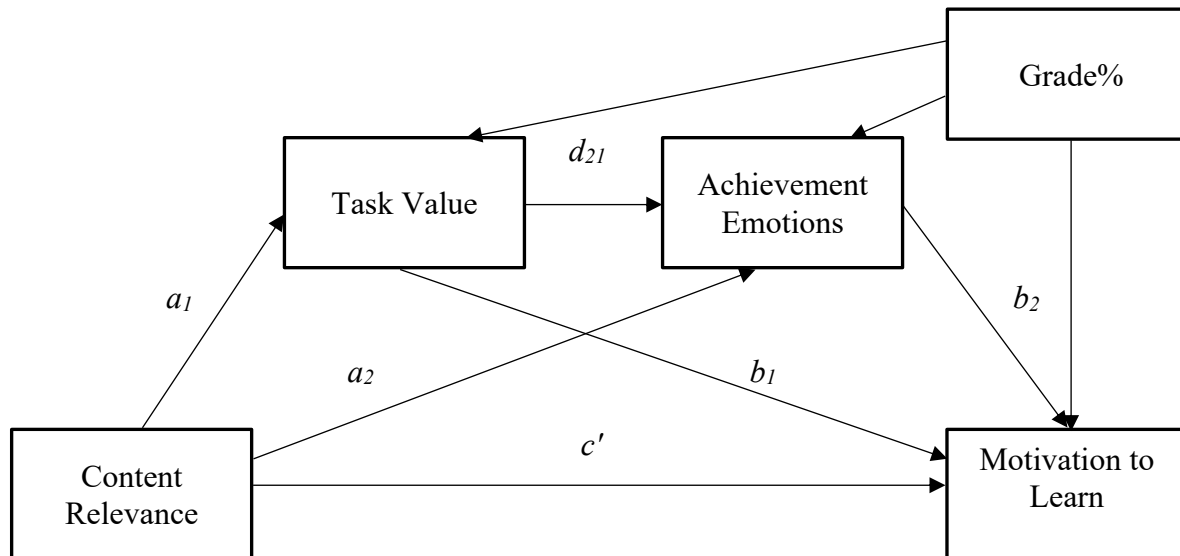 Grade%
d21
Task Value
Achievement
Emotions
a1
b2
a2
b1
c'
Content
Relevance
Motivation to
Learn